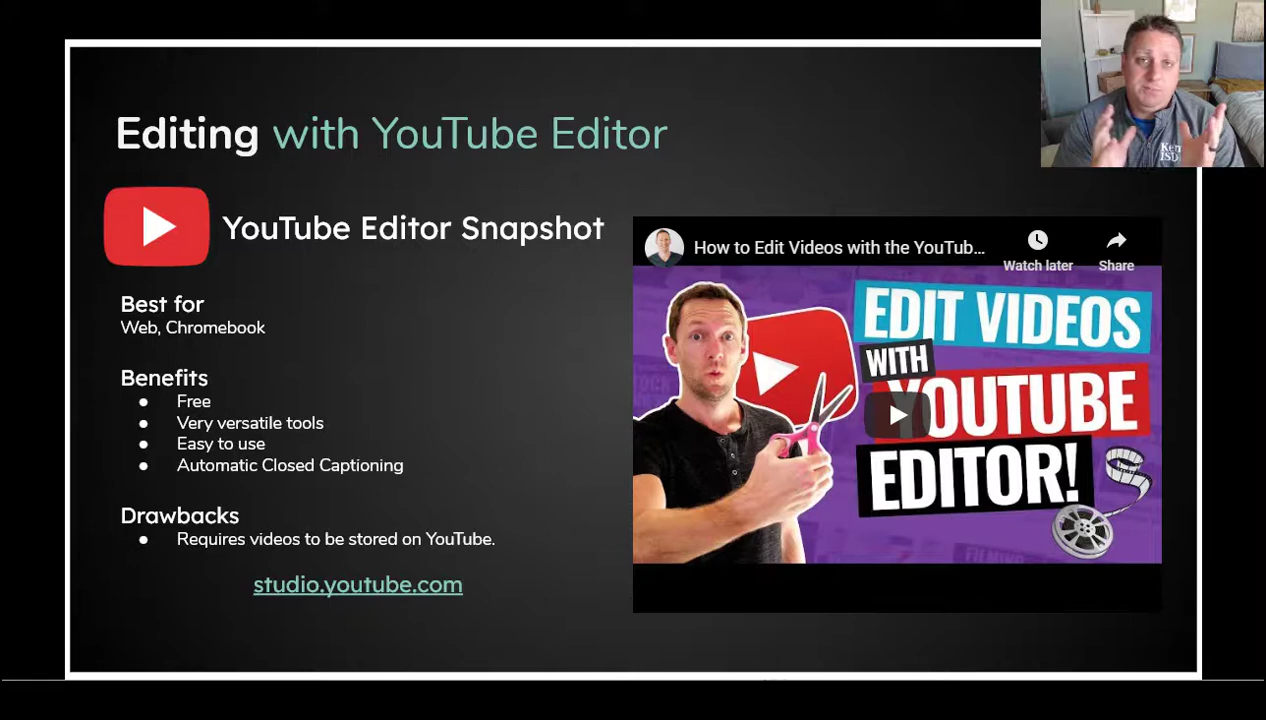 Editing with YouTube Editor
YouTube Editor Snapshot
Best for
Web, Chromebook
Benefits
● Free
● Very versatile tools
● Easy to use
● Automatic Closed Captioning
Drawbacks
● Requires videos to be stored on YouTube.
studio.youtube.com
How to Edit Videos with the YouTub...
Watch later
Share
EDIT VIDEOS
WITH
YOUTUBE
EDITOR!
ISD